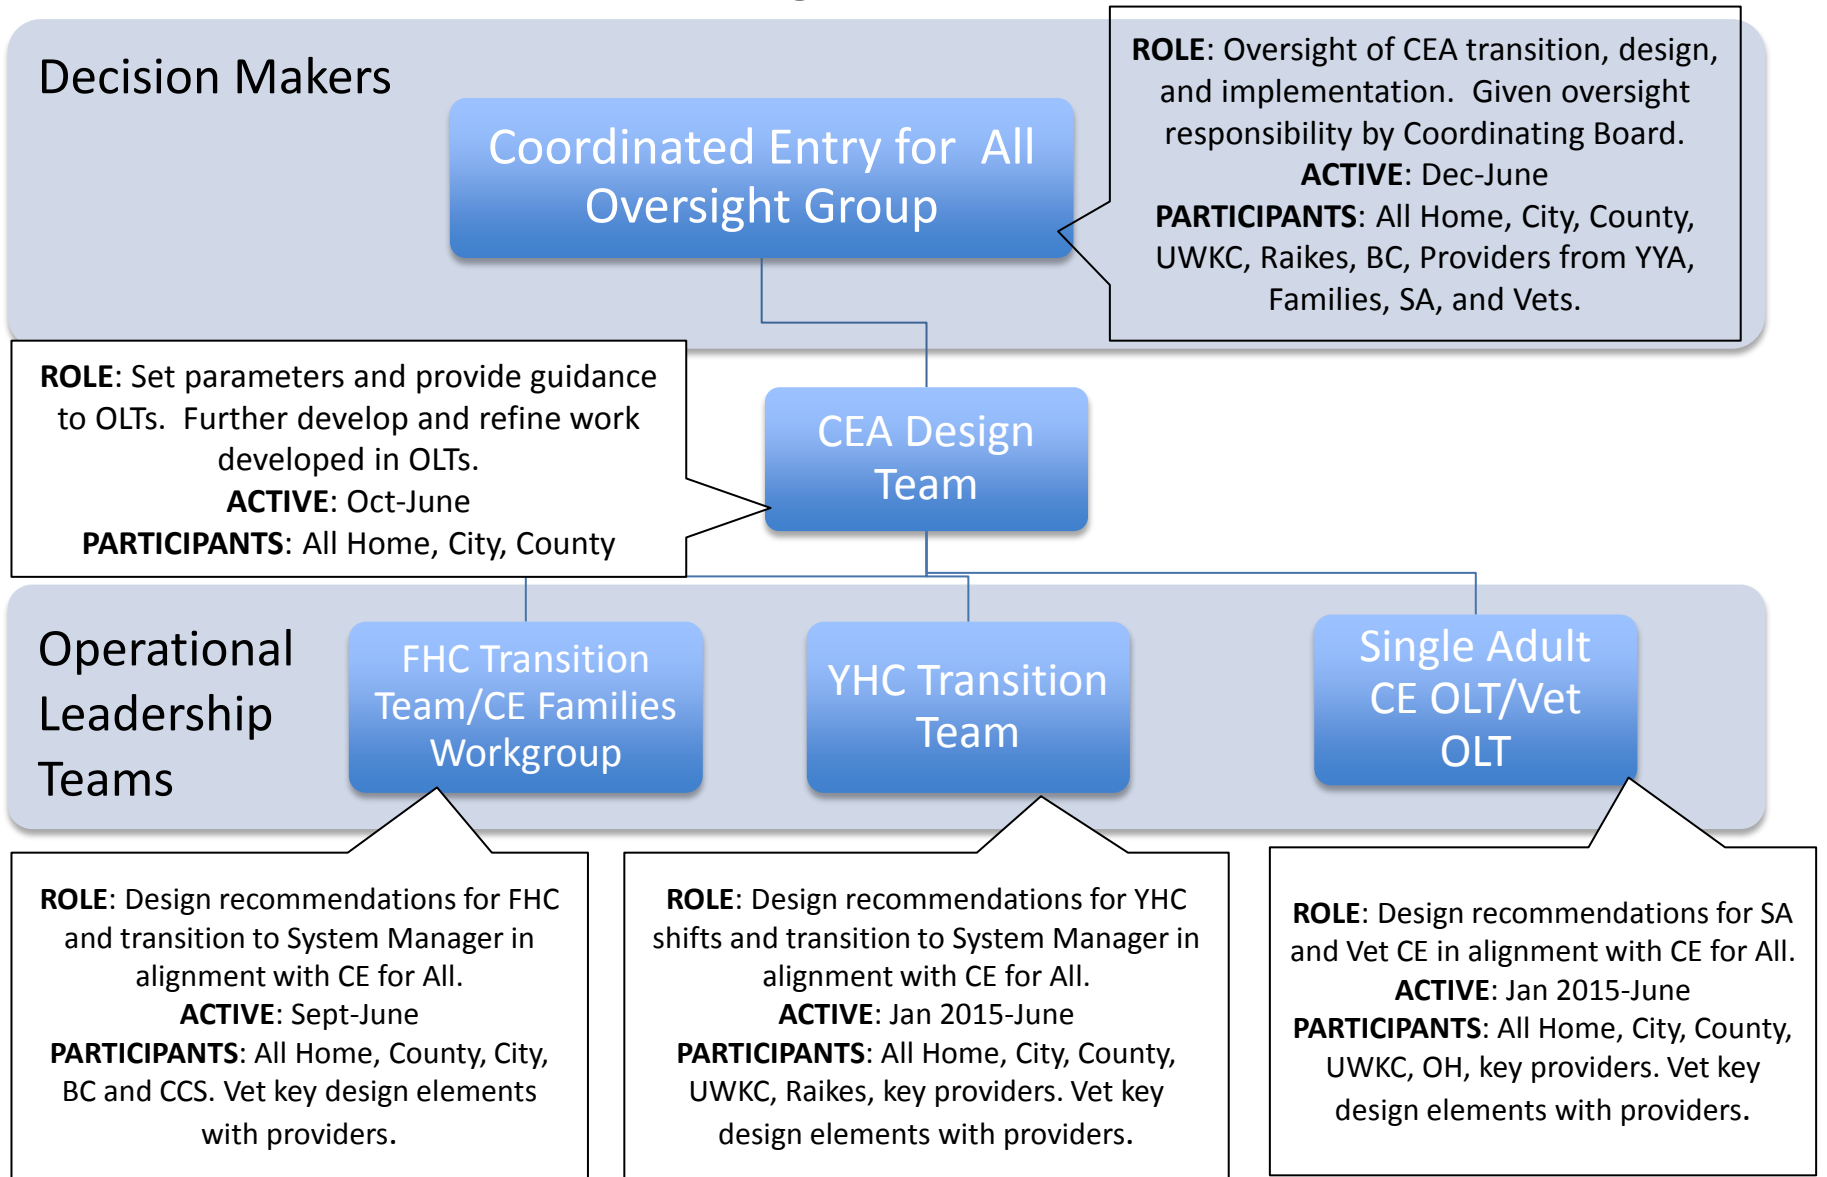 Decision Makers
Coordinated Entry for  All
Oversight Group
ROLE: Oversight of CEA transition, design,
and implementation.  Given oversight
responsibility by Coordinating Board.
ACTIVE: Dec-June
PARTICIPANTS: All Home, City, County,
UWKC, Raikes, BC, Providers from YYA,
Families, SA, and Vets.
ROLE: Set parameters and provide guidance
to OLTs.  Further develop and refine work
developed in OLTs.
ACTIVE: Oct-June
PARTICIPANTS: All Home, City, County
CEA Design
Team
Operational
Leadership
Teams
FHC Transition
Team/CE Families
Workgroup
YHC Transition
Team
Single Adult
CE OLT/Vet
OLT
ROLE: Design recommendations for FHC
and transition to System Manager in
alignment with CE for All.
ACTIVE: Sept-June
PARTICIPANTS: All Home, County, City,
BC and CCS. Vet key design elements
with providers.
ROLE: Design recommendations for YHC
shifts and transition to System Manager in
alignment with CE for All.
ACTIVE: Jan 2015-June
PARTICIPANTS: All Home, City, County,
UWKC, Raikes, key providers. Vet key
design elements with providers.
ROLE: Design recommendations for SA
and Vet CE in alignment with CE for All.
ACTIVE: Jan 2015-June
PARTICIPANTS: All Home, City, County,
UWKC, OH, key providers. Vet key
design elements with providers.